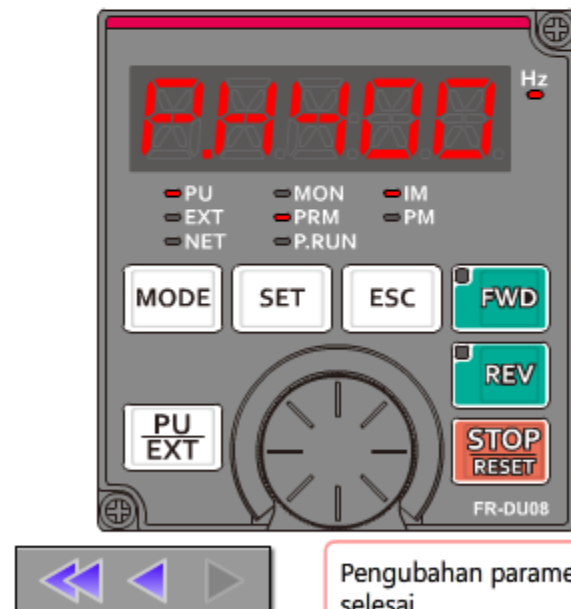 P.H400
Hz
PU MON IM
EXT PRM PM
NET P.RUN
MODE SET ESC FWD
REV
PU
EXT
STOP
RESET
FR-DU08
Pengubahan parame
selesai